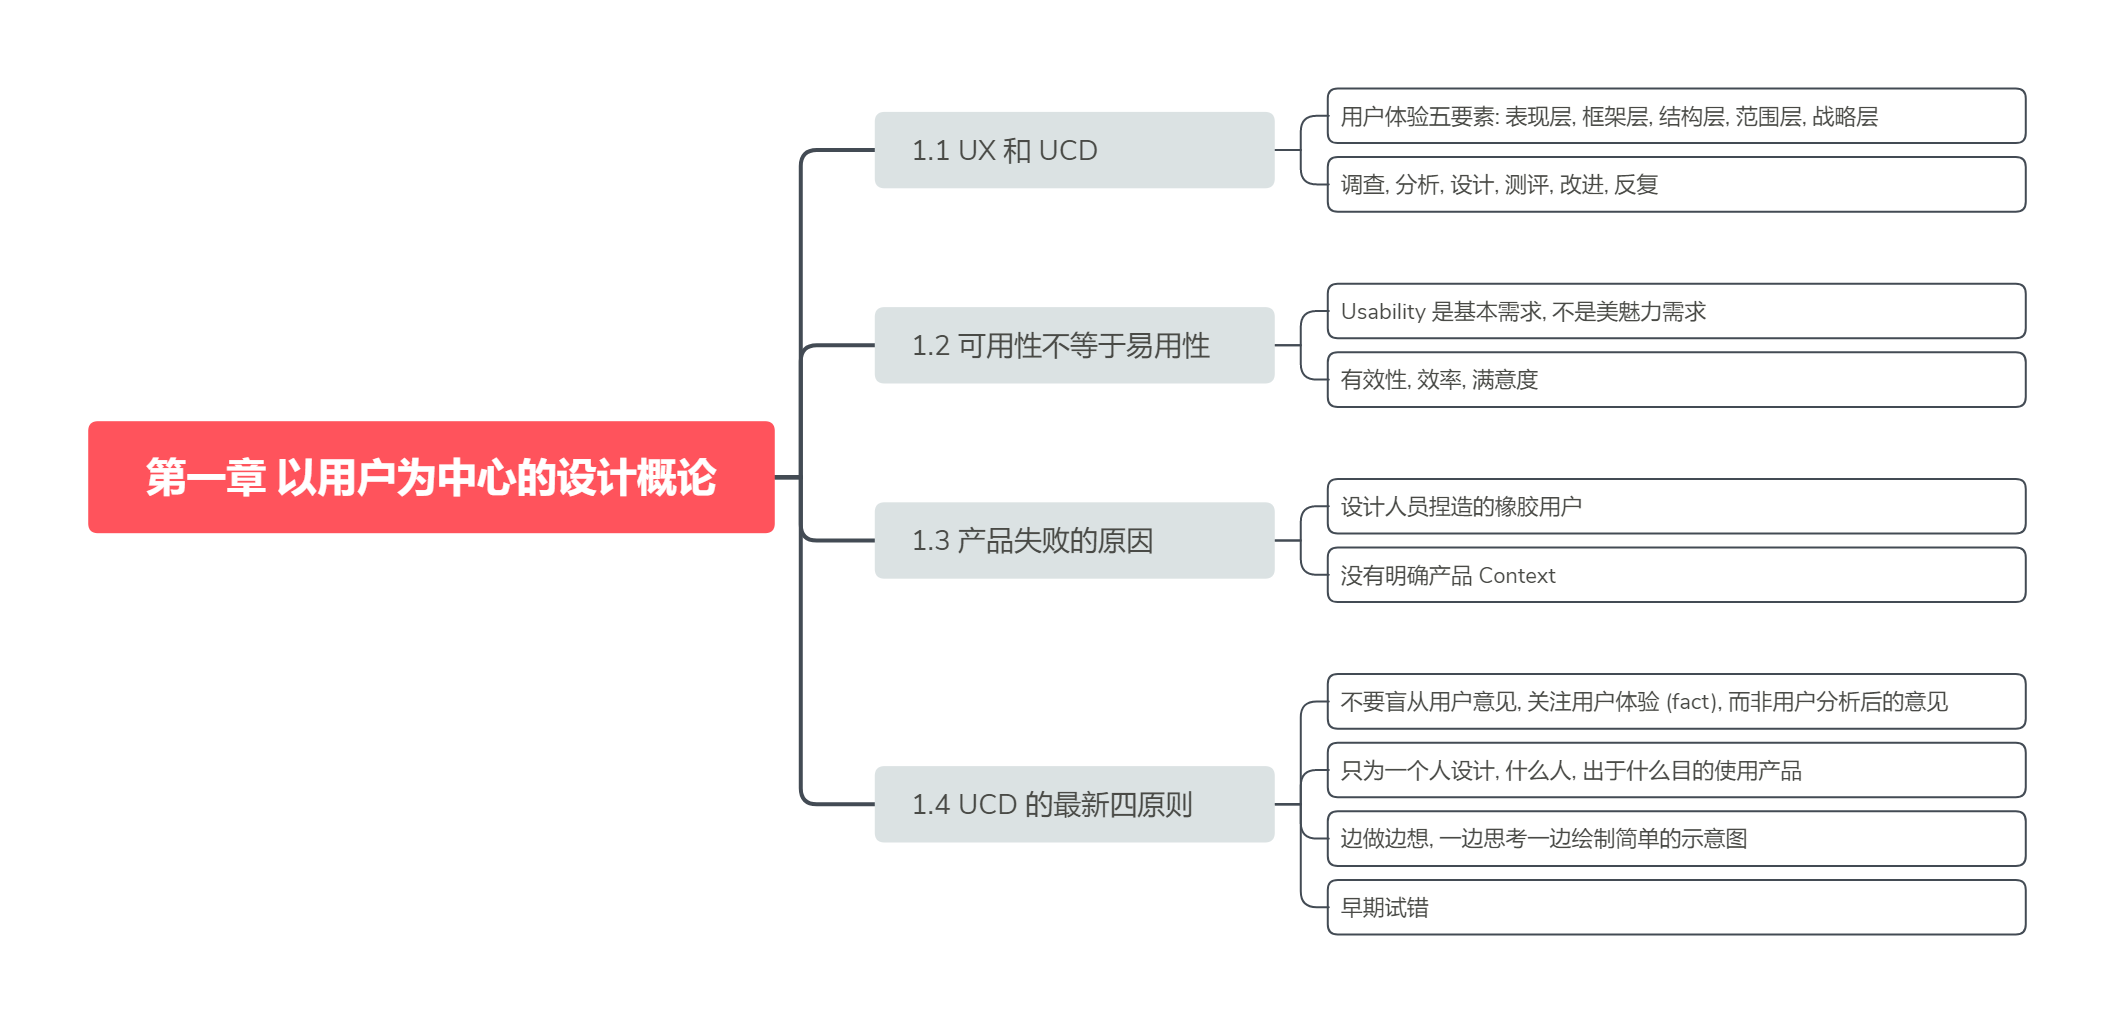 第一章 以用户为中心的设计概论
1.1 UX 和 UCD
用户体验五要素: 表现层, 框架层, 结构层, 范围层, 战略层
调查, 分析, 设计, 测评, 改进, 反复
1.2 可用性不等于易用性
Usability 是基本需求, 不是美魅力需求
有效性, 效率, 满意度
1.3 产品失败的原因
设计人员捏造的橡胶用户
没有明确产品 Context
1.4 UCD 的最新四原则
不要盲从用户意见, 关注用户体验 (fact), 而非用户分析后的意见
只为一个人设计, 什么人, 出于什么目的使用产品
边做边想, 一边思考一边绘制简单的示意图
早期试错